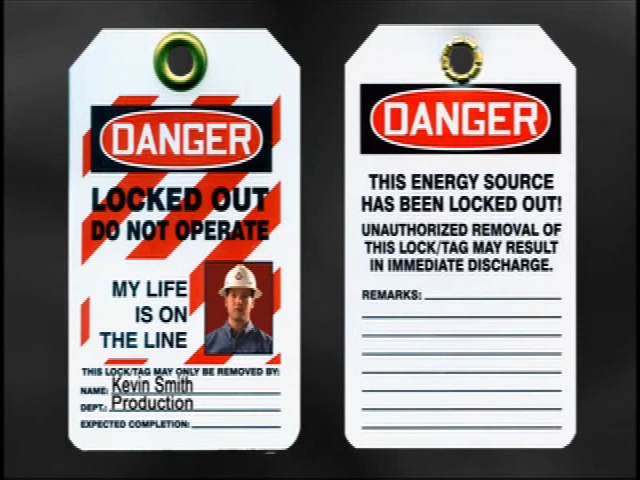 DANGER
LOCKED OUT
DO NOT OPERATE
MY LIFE
IS ON
THE LINE
THIS LOCK/TAG MAY ONLY BE REMOVED BY:
NAME: Kevin Smith
DEPT.: Production
EXPECTED COMPLETION:
DANGER
THIS ENERGY SOURCE
HAS BEEN LOCKED OUT!
UNAUTHORIZED REMOVAL OF
THIS LOCK/TAG MAY RESULT
IN IMMEDIATE DISCHARGE.
REMARKS: